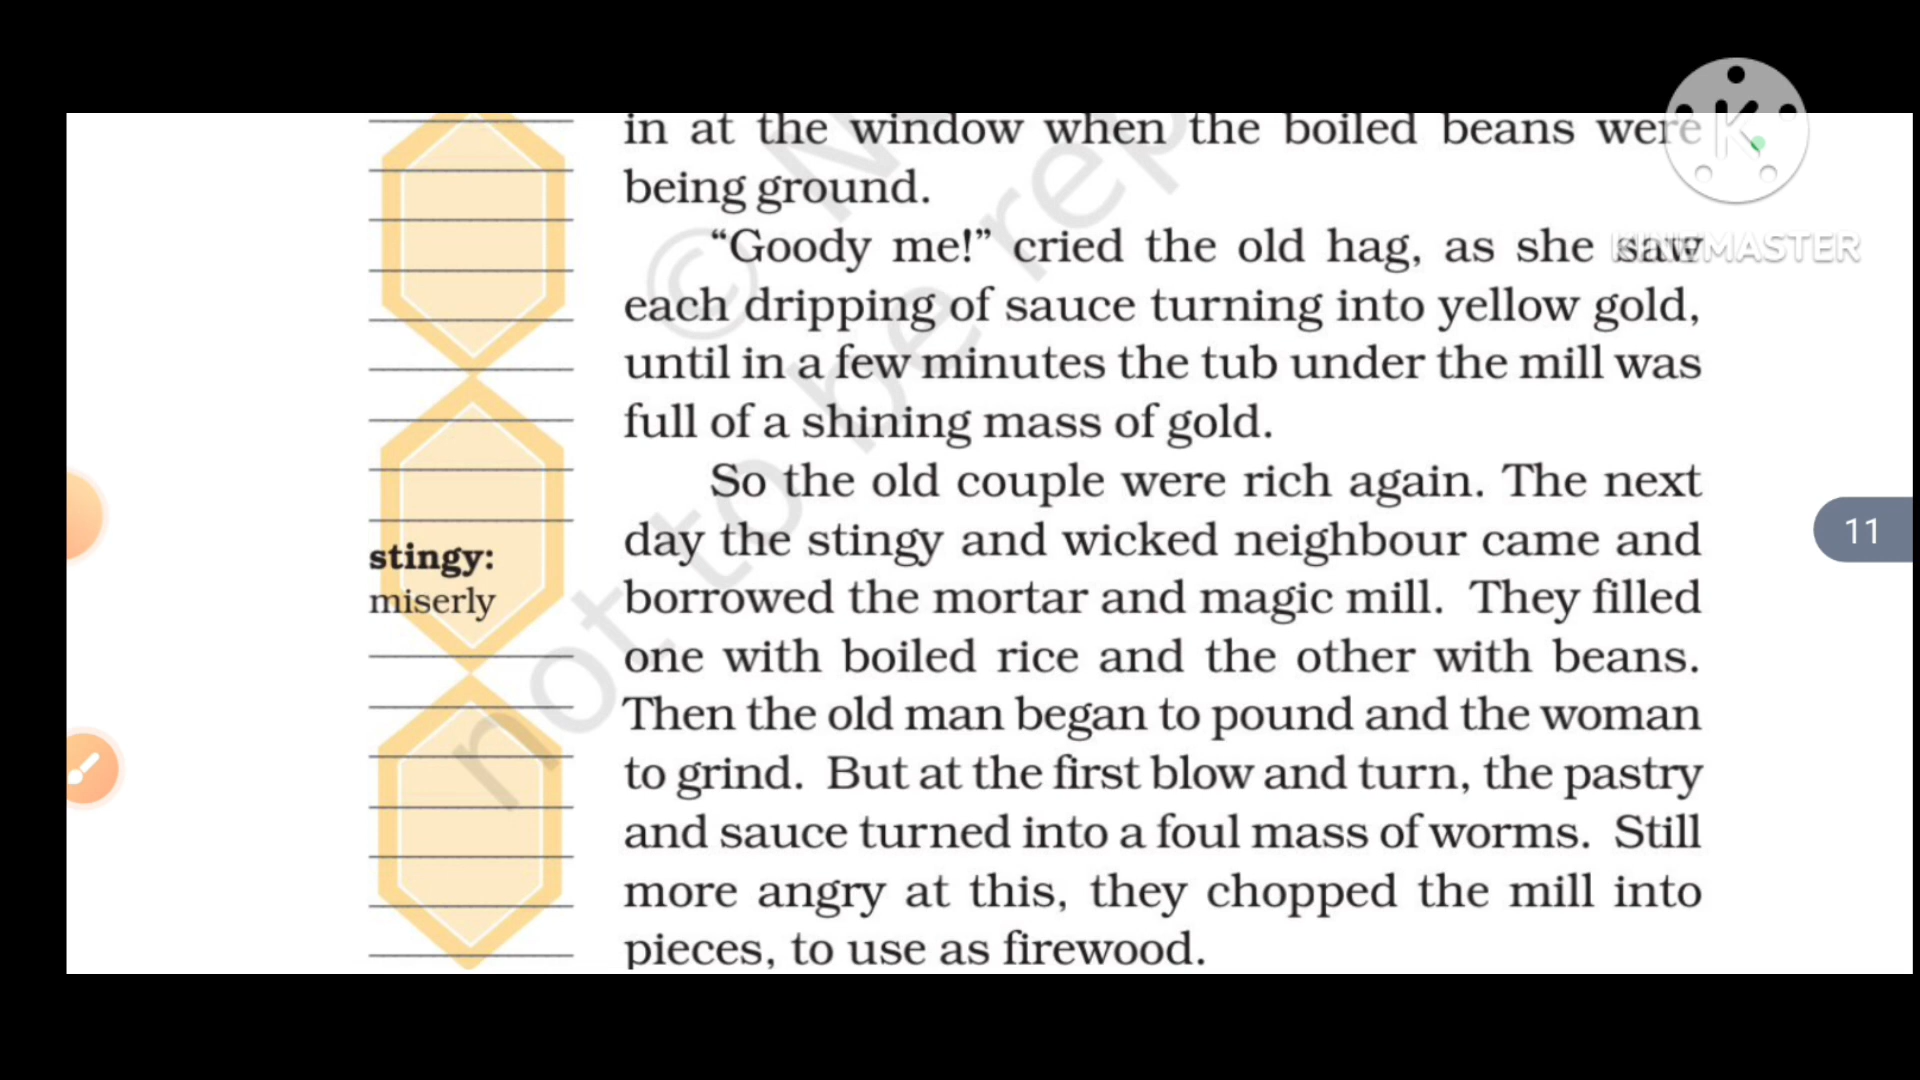 in at the window when the boiled beans were
being ground.
“Goody me!” cried the old hag, as she saw
each dripping of sauce turning into yellow gold,
until in a few minutes the tub under the mill was
full of a shining mass of gold.
So the old couple were rich again. The next
day the stingy and wicked neighbour came and
borrowed the mortar and magic mill. They filled
one with boiled rice and the other with beans.
Then the old man began to pound and the woman
to grind. But at the first blow and turn, the pastry
and sauce turned into a foul mass of worms. Still
more angry at this, they chopped the mill into
pieces, to use as firewood.
stingy:
miserly
11
K
KINEMASTER
© N
not to be rep